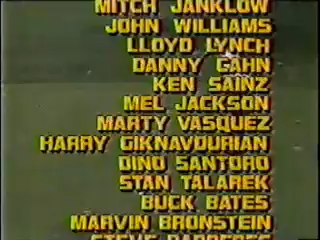 MITCH JANKLOW
JOHN WILLIAMS
LLOYD LYNCH
DANNY CAHN
KEN SAINZ
MEL JACKSON
MARTY VASQUEZ
HARRY GIKNAVOURIAN
DINO SANTORO
STAN TALAREK
BUCK BATES
MARVIN BRONSTEIN
STEVE